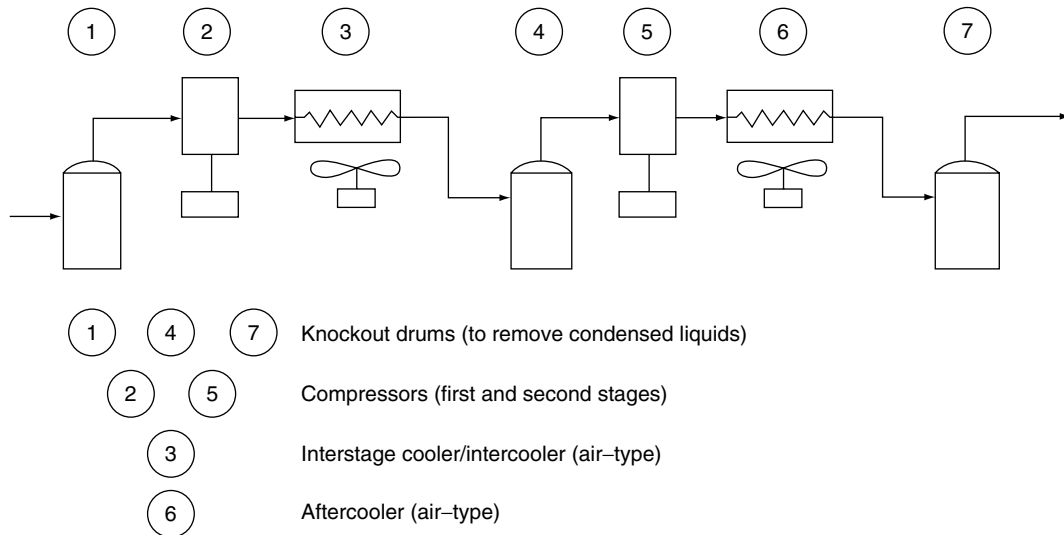 1 2 3 4 5 6 7
1 4 7 Knockout drums (to remove condensed liquids)
2 5 Compressors (first and second stages)
3 Interstage cooler/intercooler (air–type)
6 Aftercooler (air–type)